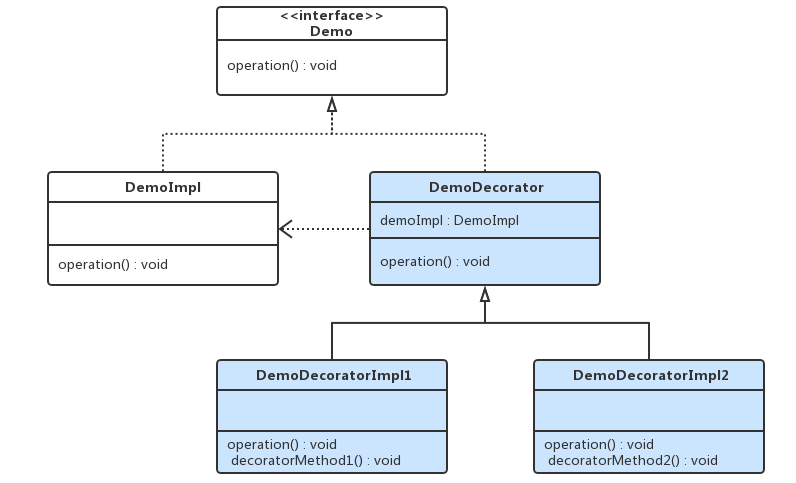 <<interface>>
Demo
operation() : void
DemoImpl
operation() : void
DemoDecorator
demoImpl : DemoImpl
operation() : void
DemoDecoratorImpl1
operation() : void
decoratorMethod1() : void
DemoDecoratorImpl2
operation() : void
decoratorMethod2() : void